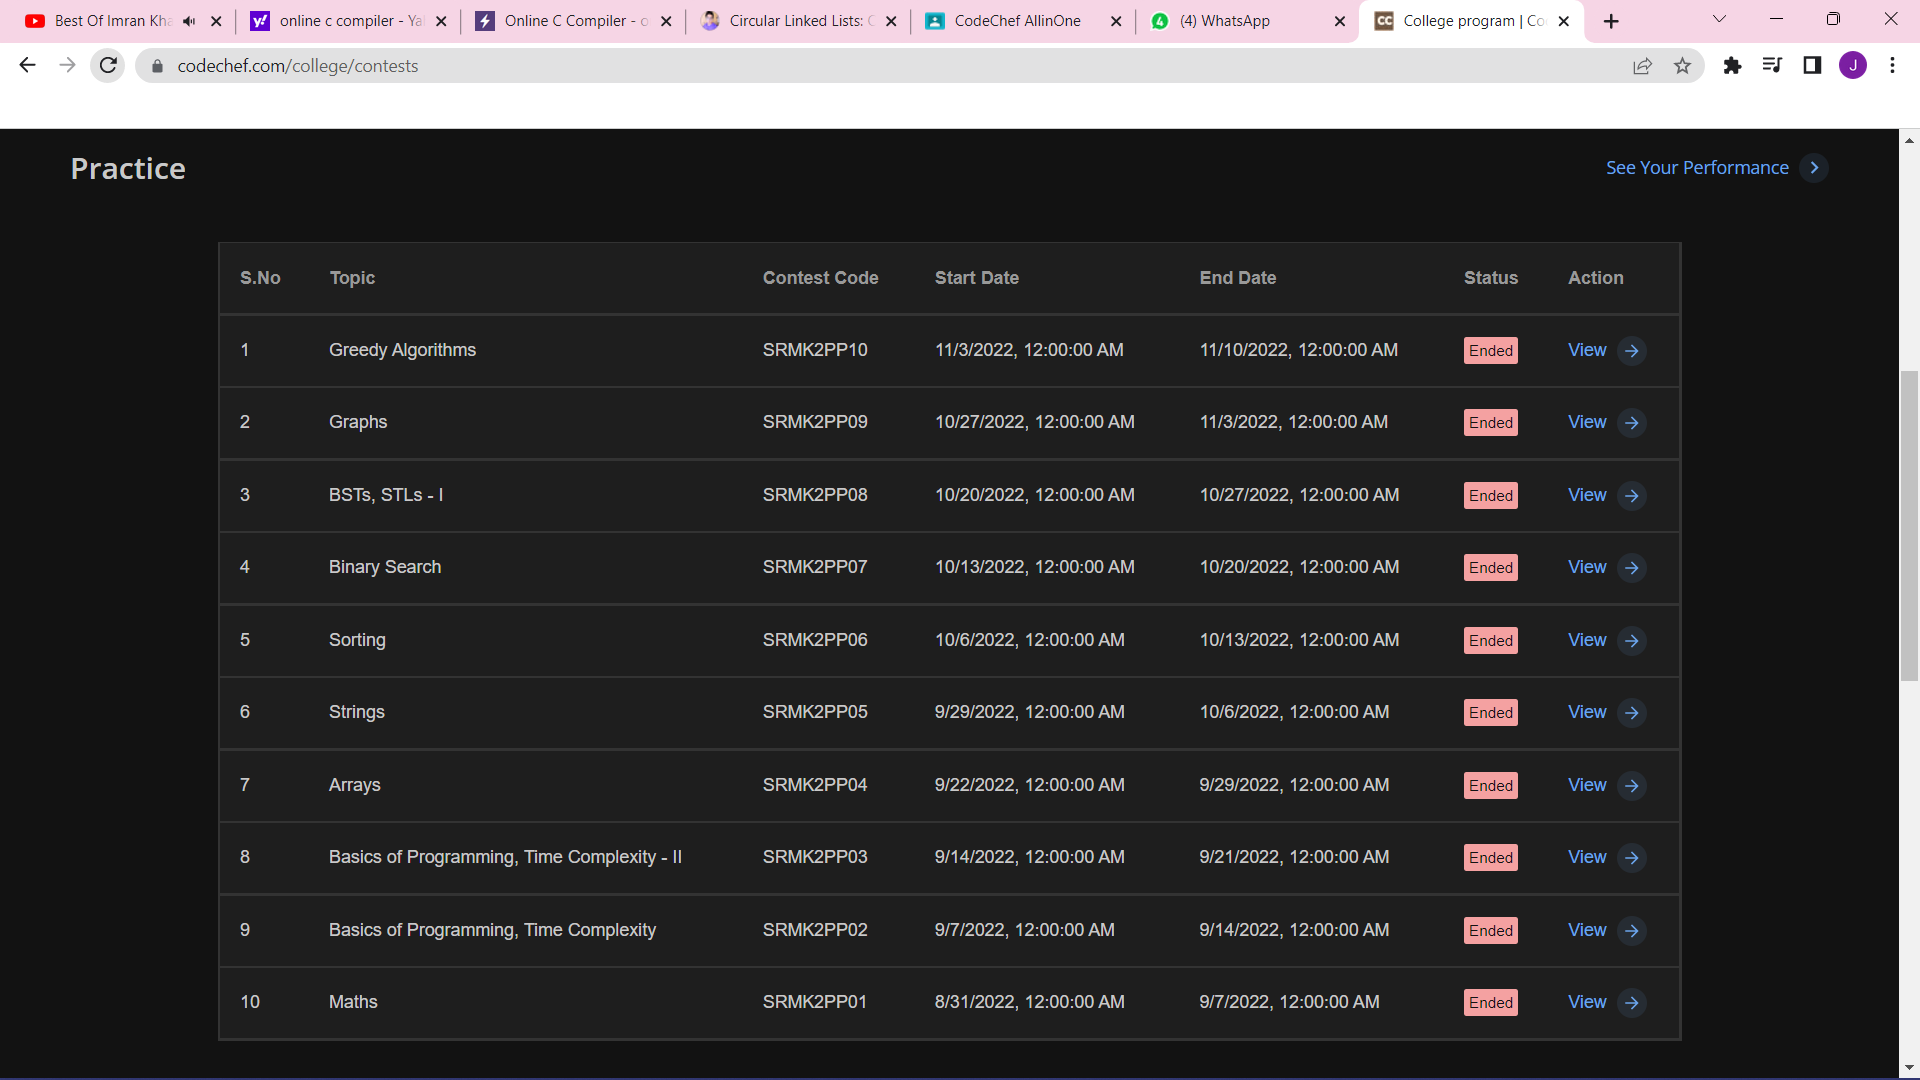 Best Of Imran Kha
online c compiler - Ya
Online C Compiler - o
Circular Linked Lists: C
CodeChef AllinOne
4 (4) WhatsApp
CC College program | Co
codechef.com/college/contests
J
Practice
See Your Performance
S.No Topic Contest Code Start Date End Date Status Action
1 Greedy Algorithms SRMK2PP10 11/3/2022, 12:00:00 AM 11/10/2022, 12:00:00 AM Ended View
2 Graphs SRMK2PP09 10/27/2022, 12:00:00 AM 11/3/2022, 12:00:00 AM Ended View
3 BSTs, STLs - I SRMK2PP08 10/20/2022, 12:00:00 AM 10/27/2022, 12:00:00 AM Ended View
4 Binary Search SRMK2PP07 10/13/2022, 12:00:00 AM 10/20/2022, 12:00:00 AM Ended View
5 Sorting SRMK2PP06 10/6/2022, 12:00:00 AM 10/13/2022, 12:00:00 AM Ended View
6 Strings SRMK2PP05 9/29/2022, 12:00:00 AM 10/6/2022, 12:00:00 AM Ended View
7 Arrays SRMK2PP04 9/22/2022, 12:00:00 AM 9/29/2022, 12:00:00 AM Ended View
8 Basics of Programming, Time Complexity - II SRMK2PP03 9/14/2022, 12:00:00 AM 9/21/2022, 12:00:00 AM Ended View
9 Basics of Programming, Time Complexity SRMK2PP02 9/7/2022, 12:00:00 AM 9/14/2022, 12:00:00 AM Ended View
10 Maths SRMK2PP01 8/31/2022, 12:00:00 AM 9/7/2022, 12:00:00 AM Ended View